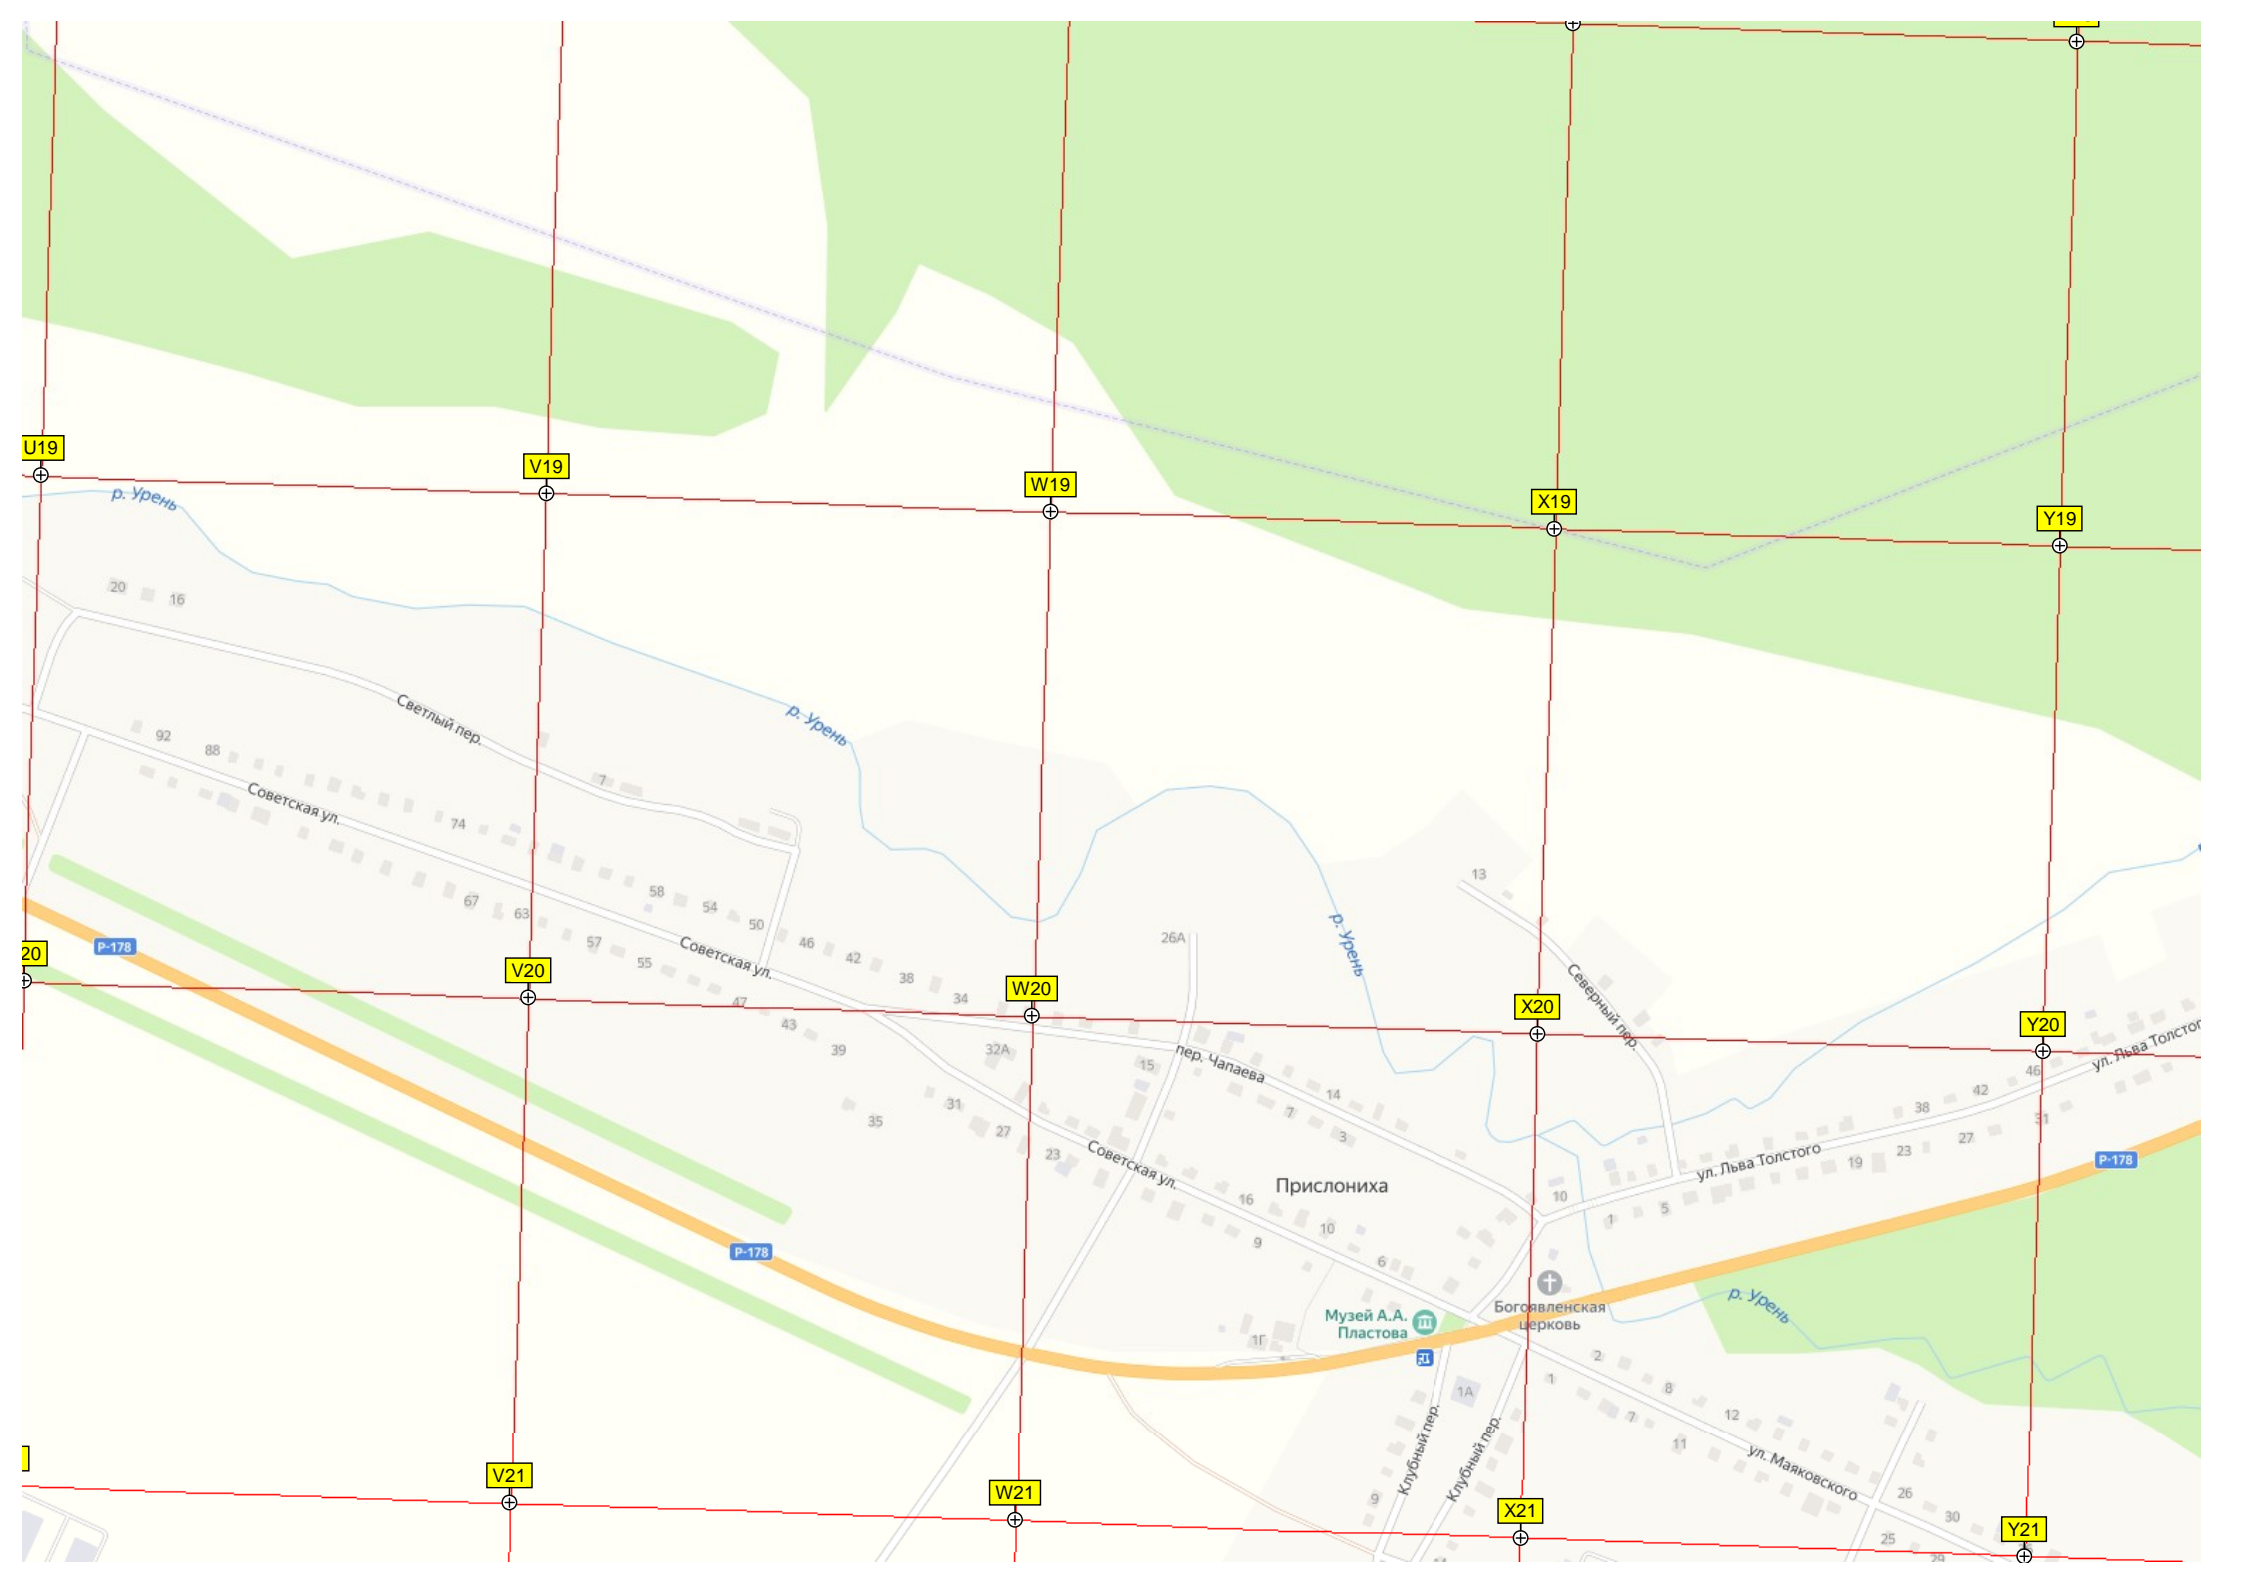 U19
V19
W19
X19
Y19
р. Урень
20
16
Светлый пер.
р. Урень
92
88
7
Советская ул.
74
13
58
67
54
63
50
Советская ул.
46
57
42
55
26А
р. Урень
Р-178
20
V20
38
W20
34
X20
Северный пер.
Y20
47
43
39
32А
15
пер. Чапаева
ул. Льва Толстог
46
14
42
38
31
35
7
31
27
3
23
27
23
19
Советская ул.
Р-178
ул. Льва Толстого
Прислониха
16
10
1
5
10
9
6
Р-178
Богоявленская
церковь
Музей А.А.
Пластова
р. Урень
1Г
2
1
1А
8
7
12
11
Клубный пер.
Клубный пер.
ул. Маяковского
V21
W21
9
X21
26
30
Y21
25
29